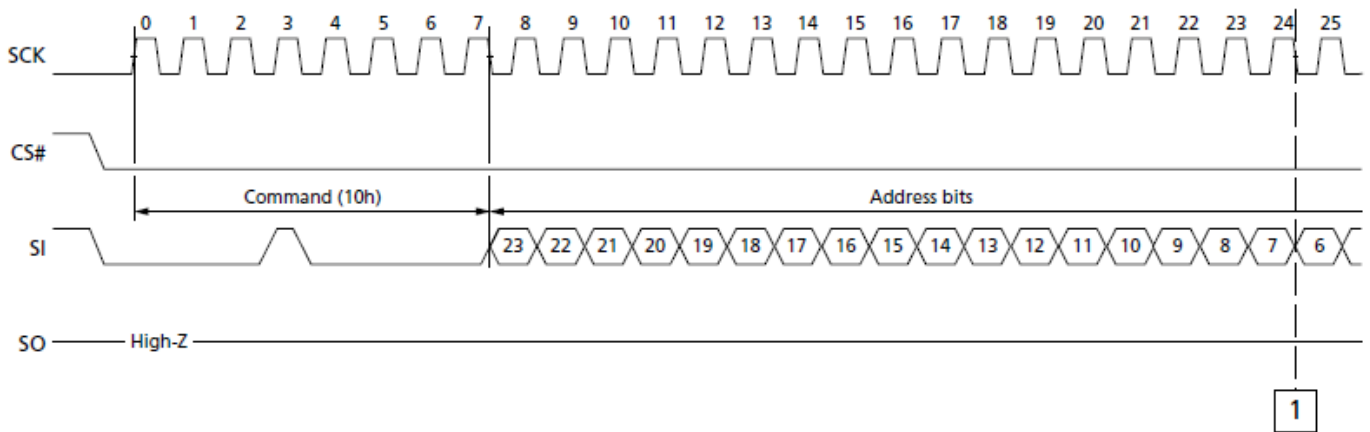 0 1 2 3 4 5 6 7 8 9 10 11 12 13 14 15 16 17 18 19 20 21 22 23 24 25
SCK
CS#
Command (10h) Address bits
SI 23 22 21 20 19 18 17 16 15 14 13 12 11 10 9 8 7 6
SO High-Z
1